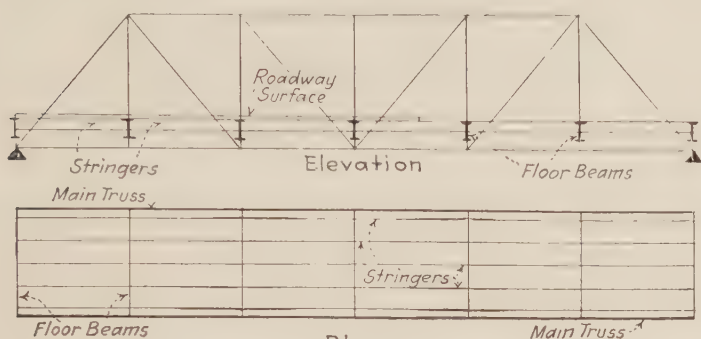 Roadway
Surface
Stringers
Elevation
Floor Beams
Main Truss
Stringers
Floor Beams
Main Truss